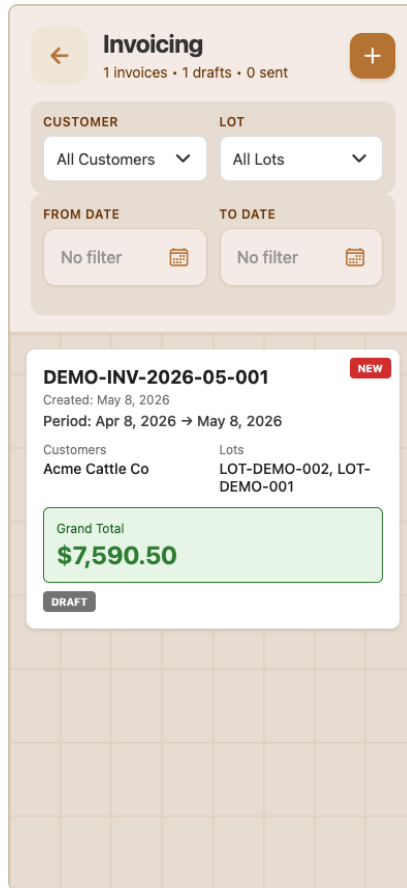 Invoicing
1 invoices • 1 drafts • 0 sent
CUSTOMER
LOT
All Customers
All Lots
FROM DATE
TO DATE
No filter
No filter
NEW
DEMO-INV-2026-05-001
Created: May 8, 2026
Period: Apr 8, 2026 → May 8, 2026
Customers
Acme Cattle Co
Lots
LOT-DEMO-002, LOT-
DEMO-001
Grand Total
$7,590.50
DRAFT